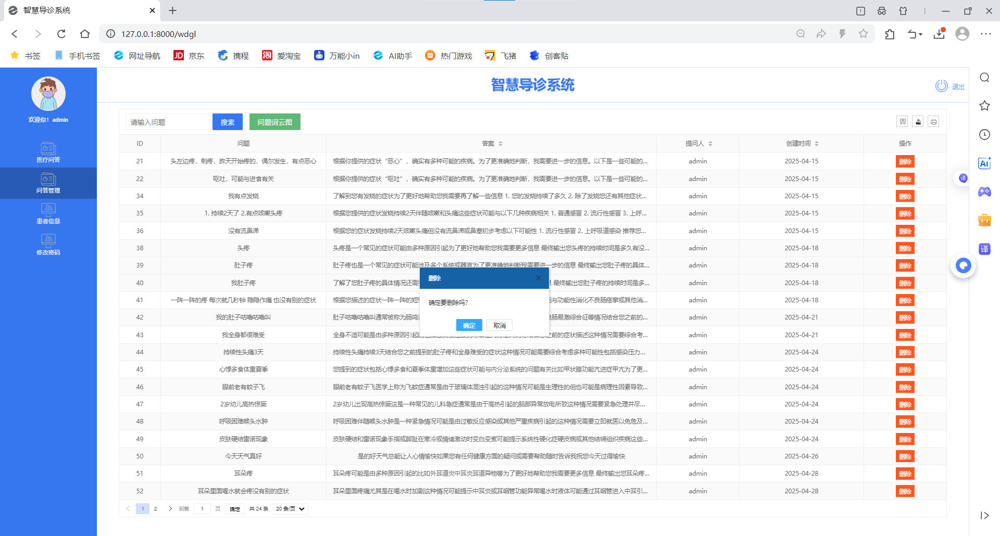 智慧导诊系统
127.0.0.1:8000/wdgl
书签 手机书签 网址导航 JD 京东 携程 淘 爱淘宝 万能小in AI助手 热门游戏 飞猪 创客贴
智慧导诊系统
退出
欢迎你！admin
医疗问答
问答管理
患者信息
修改密码
请输入问题 搜索 问题词云图
ID 问题 答案 提问人 创建时间 操作
21 头左边疼，刺疼，昨天开始疼的，偶尔发生，有点恶心 根据你提供的症状“恶心”，确实有多种可能的疾病。为了更准确地判断，我需要进一步的信息。以下是一些可能的... admin 2025-04-15 删除
22 呕吐，可能与进食有关 根据你提供的症状“呕吐”，确实有多种可能的疾病。为了更准确地判断，我需要进一步的信息。以下是一些可能的... admin 2025-04-15 删除
34 我有点发烧 了解到您有发烧的症状为了更好地帮助您我需要再了解一些信息 1. 您的发烧持续了多久 2. 除了发烧您还有其他症状... admin 2025-04-15 删除
35 1. 持续2天了 2.有点咳嗽头疼 根据您提供的症状发烧持续2天伴随咳嗽和头痛这些症状可能与以下几种疾病相关 1. 普通感冒 2. 流行性感冒 3. 上呼... admin 2025-04-15 删除
36 没有流鼻涕 根据您的症状发烧持续2天咳嗽头痛但没有流鼻涕或鼻塞初步考虑以下可能性 1. 流行性感冒 2. 上呼吸道感染 推荐您... admin 2025-04-15 删除
38 头疼 头疼是一个常见的症状可能由多种原因引起为了更好地帮助您我需要更多信息 最终输出您头疼的持续时间是多久有没... admin 2025-04-18 删除
39 肚子疼 肚子疼也是一个常见的症状可能涉及多个系统或器官为了更准确地判断我需要进一步的信息 最终输出您肚子疼的具体... admin 2025-04-18 删除
40 我肚子疼 了解了您肚子疼的具体情况还需 最终输出您肚子疼的持续时间是多... admin 2025-04-18 删除
41 一阵一阵的疼 每次就几秒钟 隐隐作痛 也没有别的症状 根据您描述的症状一阵一阵的短 能与功能性消化不良肠痉挛或其他消... admin 2025-04-18 删除
42 我的肚子咕噜咕噜叫 肚子咕噜咕噜叫通常被称为肠鸣 肠易激综合征等情况结合您之前的... admin 2025-04-21 删除
43 我全身都很难受 全身不适可能是由多种原因引起 之前的症状描述这种情况需要综合考... admin 2025-04-21 删除
44 持续性头痛3天 持续性头痛持续3天结合您之前提到的肚子疼和全身难受的症状这种情况可能需要综合考虑多种可能性包括感染压力... admin 2025-04-24 删除
45 心悸多食体重夏季 您提到的症状包括心悸多食和夏季体重增加这些症状可能与内分泌系统的问题有关比如甲状腺功能亢进症甲亢为了更... admin 2025-04-24 删除
46 眼前老有蚊子飞 眼前老有蚊子飞医学上称为飞蚊症通常是由于玻璃体混浊引起的这种情况可能是生理性的但也可能是病理性因素导致... admin 2025-04-24 删除
47 2岁幼儿高热惊厥 2岁幼儿出现高热惊厥这是一种常见的儿科急症通常是由于高热引起的脑部异常放电所致这种情况需要紧急处理并尽... admin 2025-04-24 删除
48 呼吸困难喉头水肿 呼吸困难伴随喉头水肿是一种紧急情况可能是由过敏反应感染或其他严重疾病引起的这种情况需要立即就医以免危及... admin 2025-04-24 删除
49 皮肤硬结雷诺现象 皮肤硬结和雷诺现象手指或脚趾在寒冷或情绪激动时变白变紫可能提示系统性硬化症硬皮病或其他结缔组织疾病这些... admin 2025-04-24 删除
50 今天天气真好 是的好天气总能让人心情愉快如果您有任何健康方面的疑问或需要帮助随时告诉我祝您今天过得愉快 admin 2025-04-26 删除
51 耳朵疼 耳朵疼可能是由多种原因引起的比如外耳道炎中耳炎耳道异物等为了更好地帮助您我需要更多信息 最终输出您耳朵疼... admin 2025-04-28 删除
52 耳朵里面喝水就会疼没有别的症状 耳朵里面疼痛尤其是在喝水时加剧这种情况可能提示中耳炎或耳咽管功能异常喝水时液体可能通过耳咽管进入中耳引... admin 2025-04-28 删除
删除
确定要删除吗?
确定 取消
1 2 到第 1 页 确定 共 24 条 20 条/页
1
AI
译
译